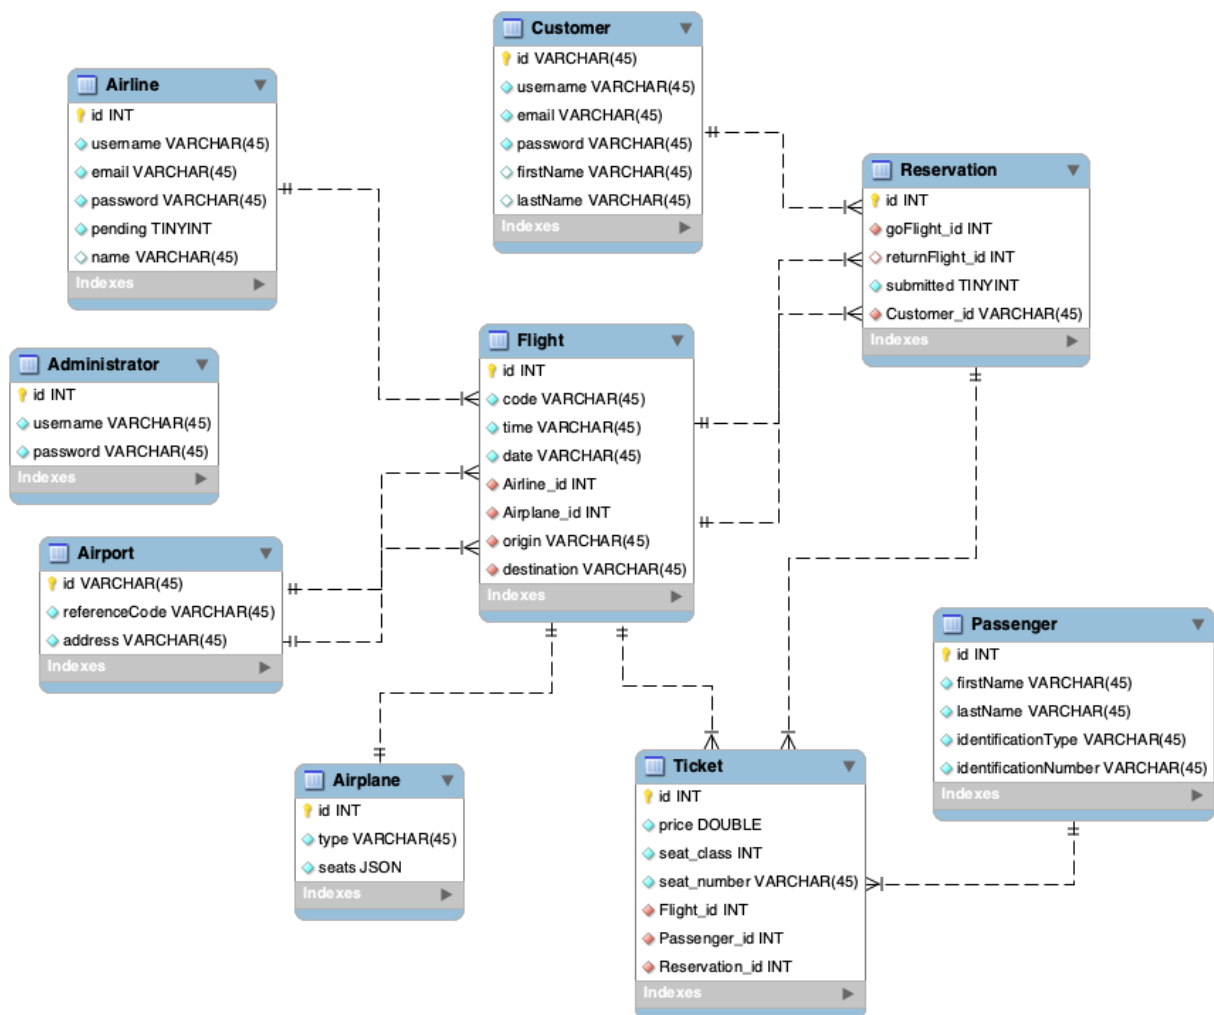 Customer
id VARCHAR(45)
username VARCHAR(45)
email VARCHAR(45)
password VARCHAR(45)
firstName VARCHAR(45)
lastName VARCHAR(45)
Indexes
Airline
id INT
username VARCHAR(45)
email VARCHAR(45)
password VARCHAR(45)
pending TINYINT
name VARCHAR(45)
Indexes
Reservation
id INT
goFlight_id INT
returnFlight_id INT
submitted TINYINT
Customer_id VARCHAR(45)
Indexes
Flight
id INT
code VARCHAR(45)
time VARCHAR(45)
date VARCHAR(45)
Airline_id INT
Airplane_id INT
origin VARCHAR(45)
destination VARCHAR(45)
Indexes
Administrator
id INT
username VARCHAR(45)
password VARCHAR(45)
Indexes
Airport
id VARCHAR(45)
referenceCode VARCHAR(45)
address VARCHAR(45)
Indexes
Passenger
id INT
firstName VARCHAR(45)
lastName VARCHAR(45)
identificationType VARCHAR(45)
identificationNumber VARCHAR(45)
Indexes
Airplane
id INT
type VARCHAR(45)
seats JSON
Indexes
Ticket
id INT
price DOUBLE
seat_class INT
seat_number VARCHAR(45)
Flight_id INT
Passenger_id INT
Reservation_id INT
Indexes